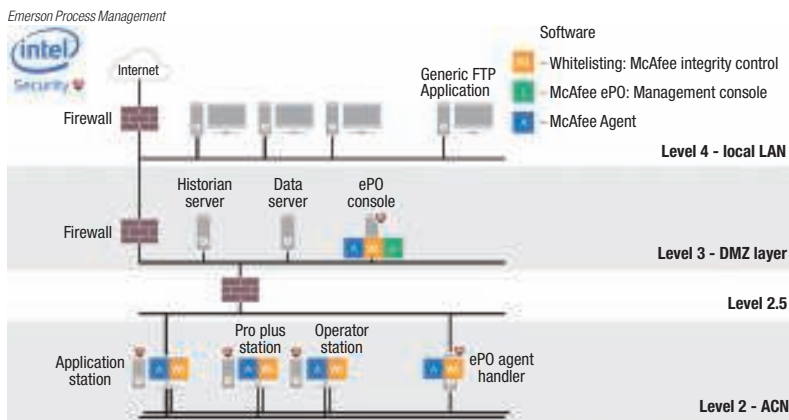 Emerson Process Management
intel
Security
Internet
Firewall
Generic FTP
Application
Software
Whitelisting: McAfee integrity control
McAfee ePO: Management console
McAfee Agent
Level 4 - local LAN
Historian
server
Data
server
ePO
console
Firewall
A
Level 3 - DMZ layer
Level 2.5
Application
station
A
Pro plus
station
A
Operator
station
A
A
ePO agent
handler
Level 2 - ACN